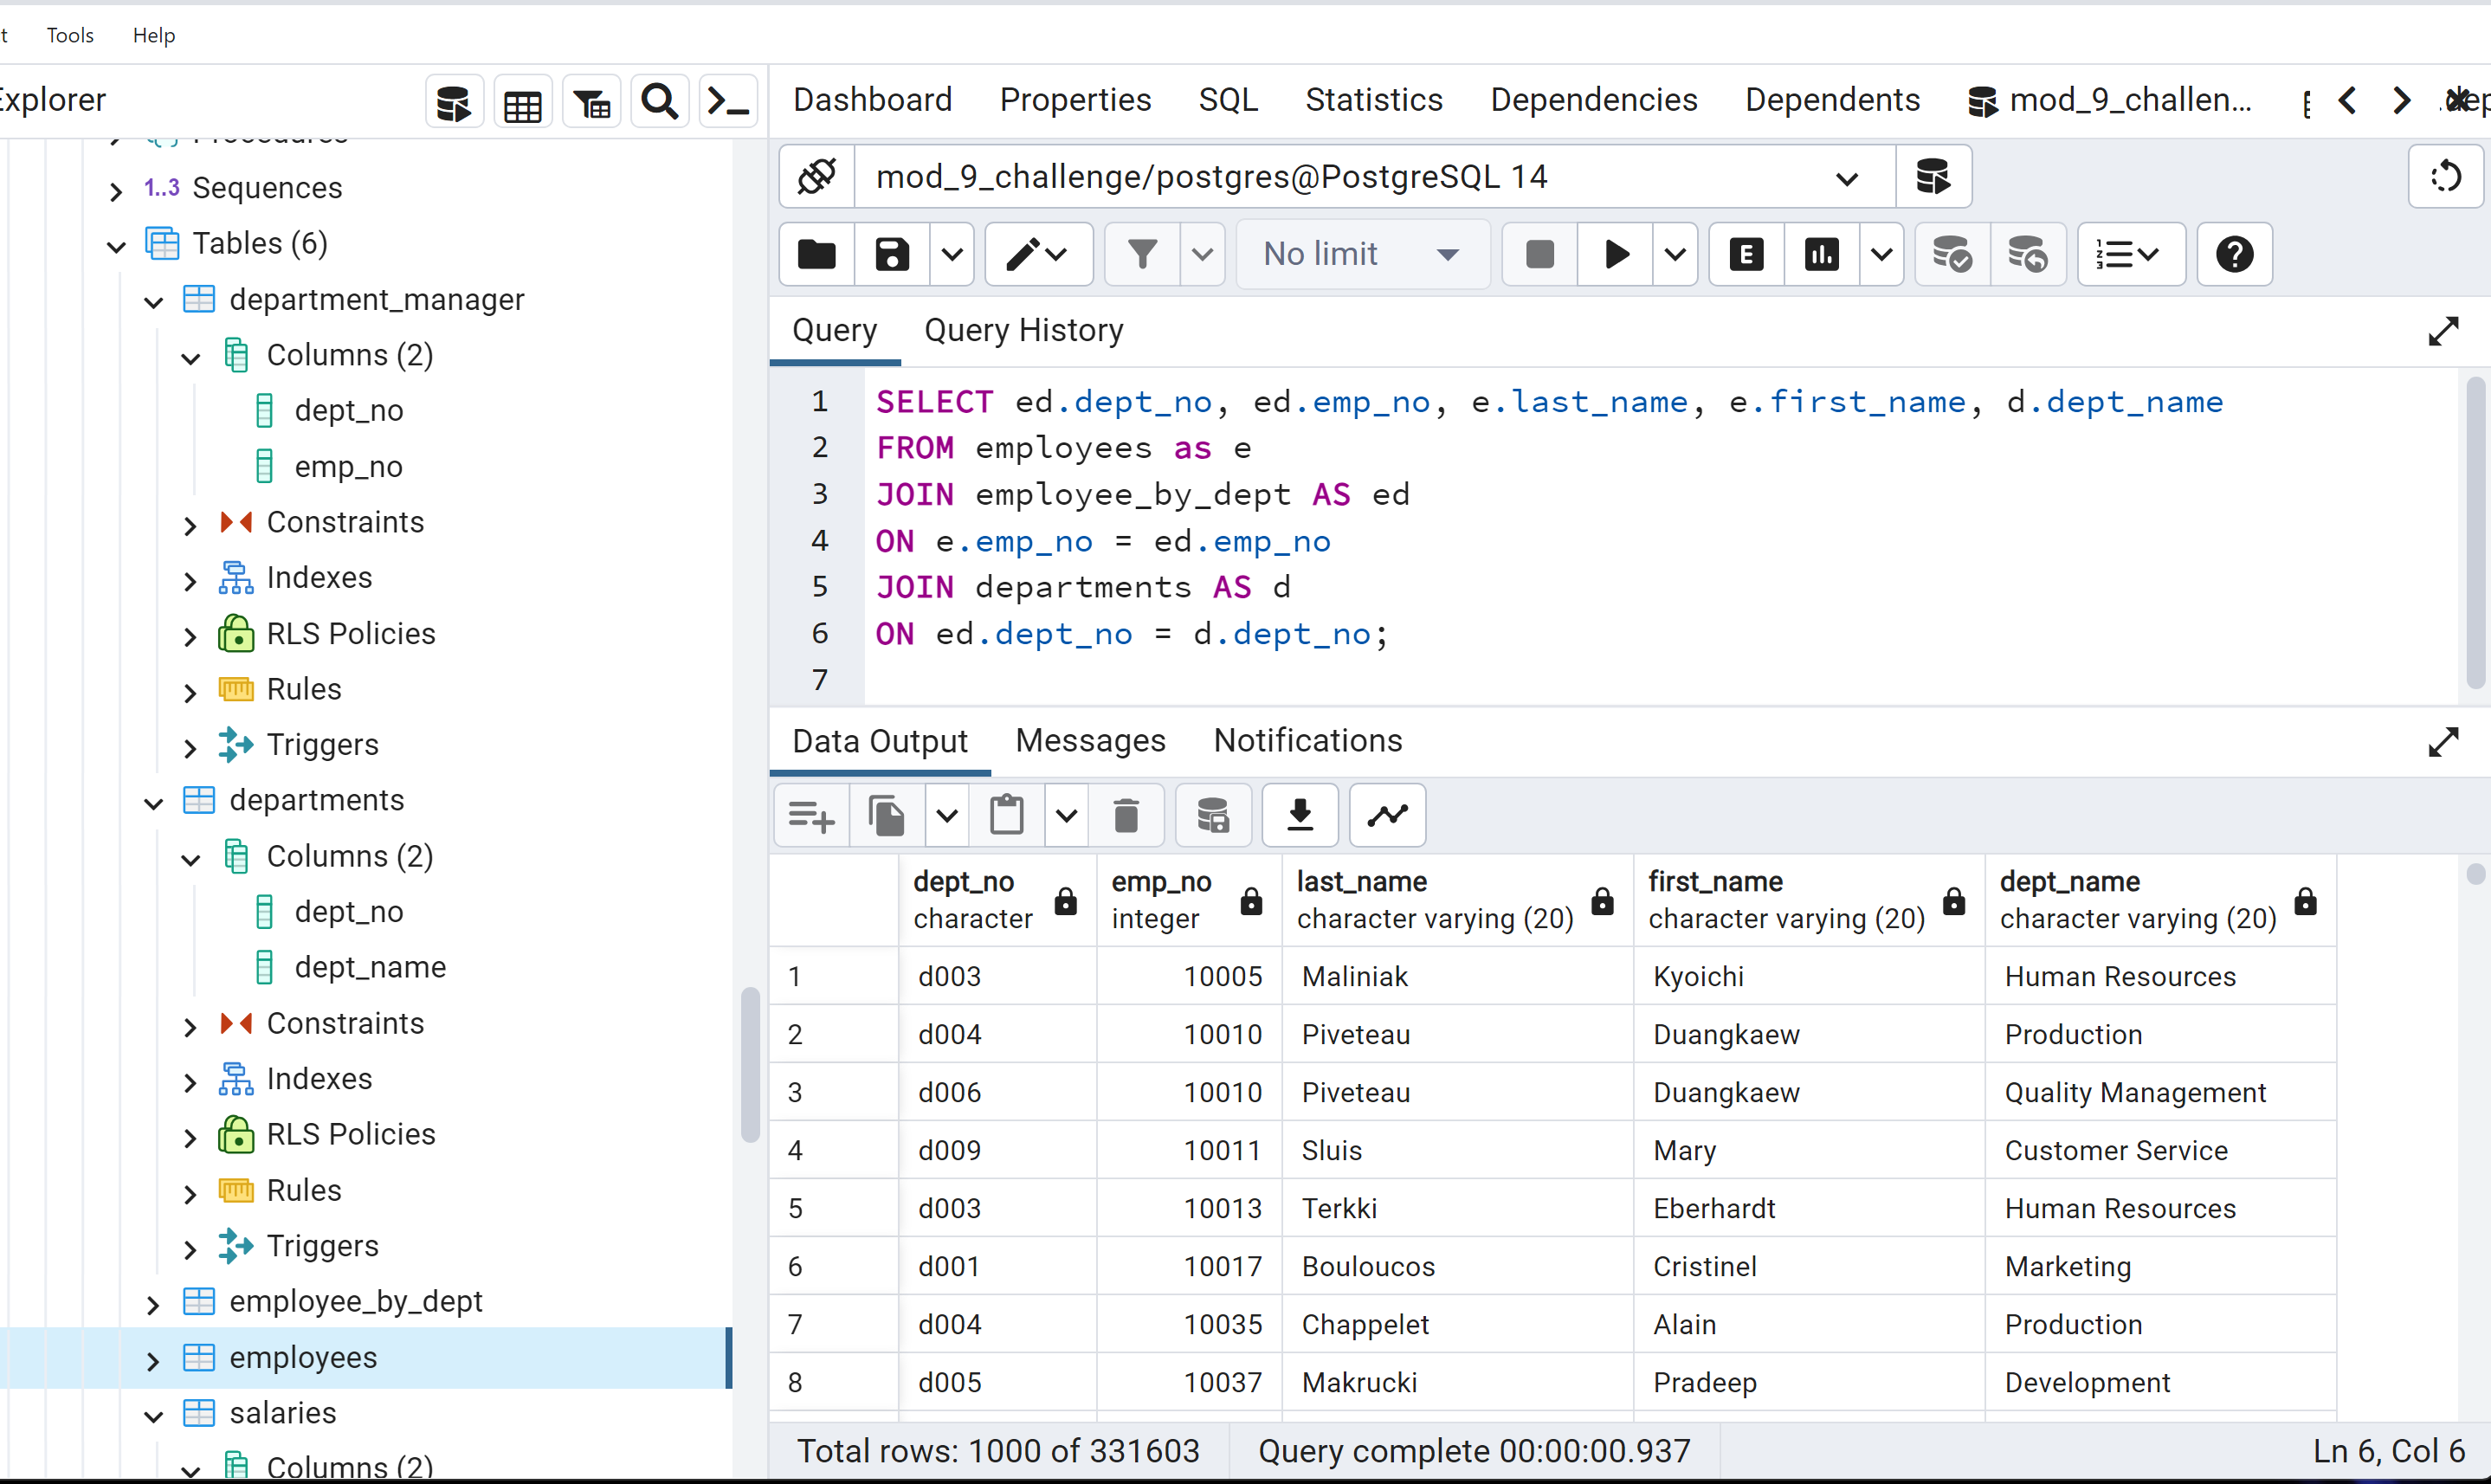 Tools Help
Explorer
Dashboard Properties SQL Statistics Dependencies Dependents mod_9_challen...
Procedures
1..3 Sequences
Tables (6)
department_manager
Columns (2)
dept_no
emp_no
Constraints
Indexes
RLS Policies
Rules
Triggers
departments
Columns (2)
dept_no
dept_name
Constraints
Indexes
RLS Policies
Rules
Triggers
employee_by_dept
employees
salaries
Columns (2)
mod_9_challenge/postgres@PostgreSQL 14
No limit
E
Query Query History
1 SELECT ed.dept_no, ed.emp_no, e.last_name, e.first_name, d.dept_name
2 FROM employees as e
3 JOIN employee_by_dept AS ed
4 ON e.emp_no = ed.emp_no
5 JOIN departments AS d
6 ON ed.dept_no = d.dept_no;
7
Data Output Messages Notifications
dept_no emp_no last_name first_name dept_name
character integer character varying (20) character varying (20) character varying (20)
1 d003 10005 Maliniak Kyoichi Human Resources
2 d004 10010 Piveteau Duangkaew Production
3 d006 10010 Piveteau Duangkaew Quality Management
4 d009 10011 Sluis Mary Customer Service
5 d003 10013 Terkki Eberhardt Human Resources
6 d001 10017 Bouloucos Cristinel Marketing
7 d004 10035 Chappelet Alain Production
8 d005 10037 Makrucki Pradeep Development
Total rows: 1000 of 331603 Query complete 00:00:00.937 Ln 6, Col 6